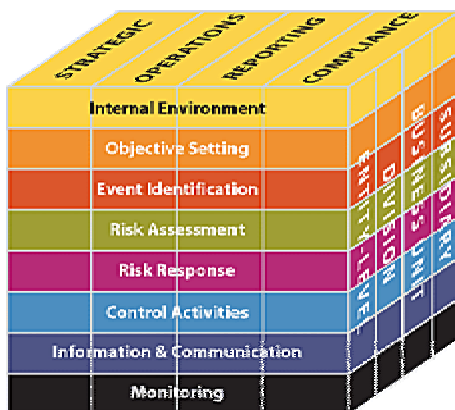 STRATEGIC
OPERATIONS
REPORTING
COMPLIANCE
Internal Environment
Objective Setting
Event Identification
Risk Assessment
Risk Response
Control Activities
Information & Communication
Monitoring
ENTITY-LEVEL
DIVISION
BUSINESS UNIT
SUBSIDIARY